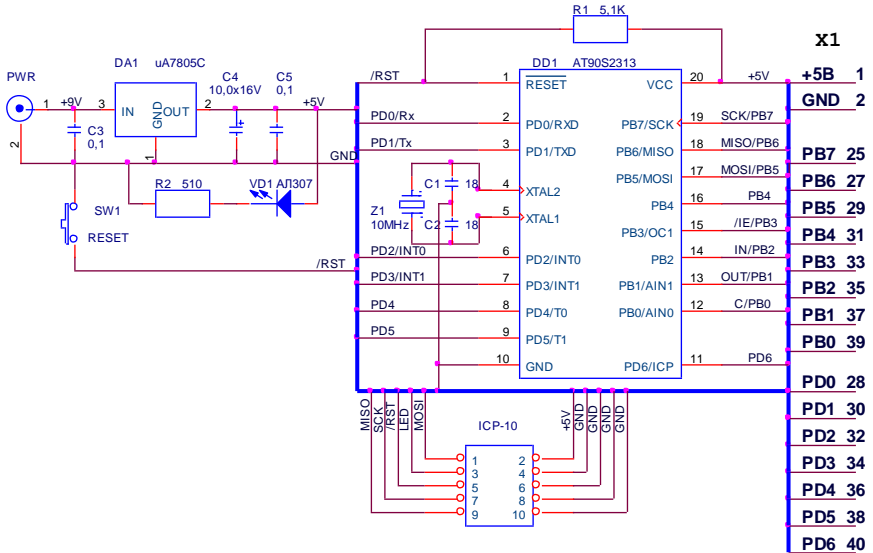 R1 5,1K
X1
DA1 uA7805C
C4
10,0x16V
C5
0,1
DD1 AT90S2313
PWR
+9V
+5V
1
3
IN
GND
OUT
2
1
2
C3
0,1
GND
R2 510
VD1 АЛ307
SW1
RESET
/RST
/RST
PD0/Rx
PD1/Tx
C1 18
Z1
10MHz
C2 18
PD2/INT0
PD3/INT1
PD4
PD5
1 RESET
2 PD0/RXD
3 PD1/TXD
4 XTAL2
5 XTAL1
6 PD2/INT0
7 PD3/INT1
8 PD4/T0
9 PD5/T1
10 GND
VCC 20 +5V
PB7/SCK 19 SCK/PB7
PB6/MISO 18 MISO/PB6
PB5/MOSI 17 MOSI/PB5
PB4 16 PB4
PB3/OC1 15 /IE/PB3
PB2 14 IN/PB2
PB1/AIN1 13 OUT/PB1
PB0/AIN0 12 C/PB0
PD6/ICP 11 PD6
+5B 1
GND 2
PB7 25
PB6 27
PB5 29
PB4 31
PB3 33
PB2 35
PB1 37
PB0 39
PD0 28
PD1 30
PD2 32
PD3 34
PD4 36
PD5 38
PD6 40
MISO
SCK
/RST
LED
MOSI
ICP-10
+5V
GND
GND
GND
GND
1 2
3 4
5 6
7 8
9 10